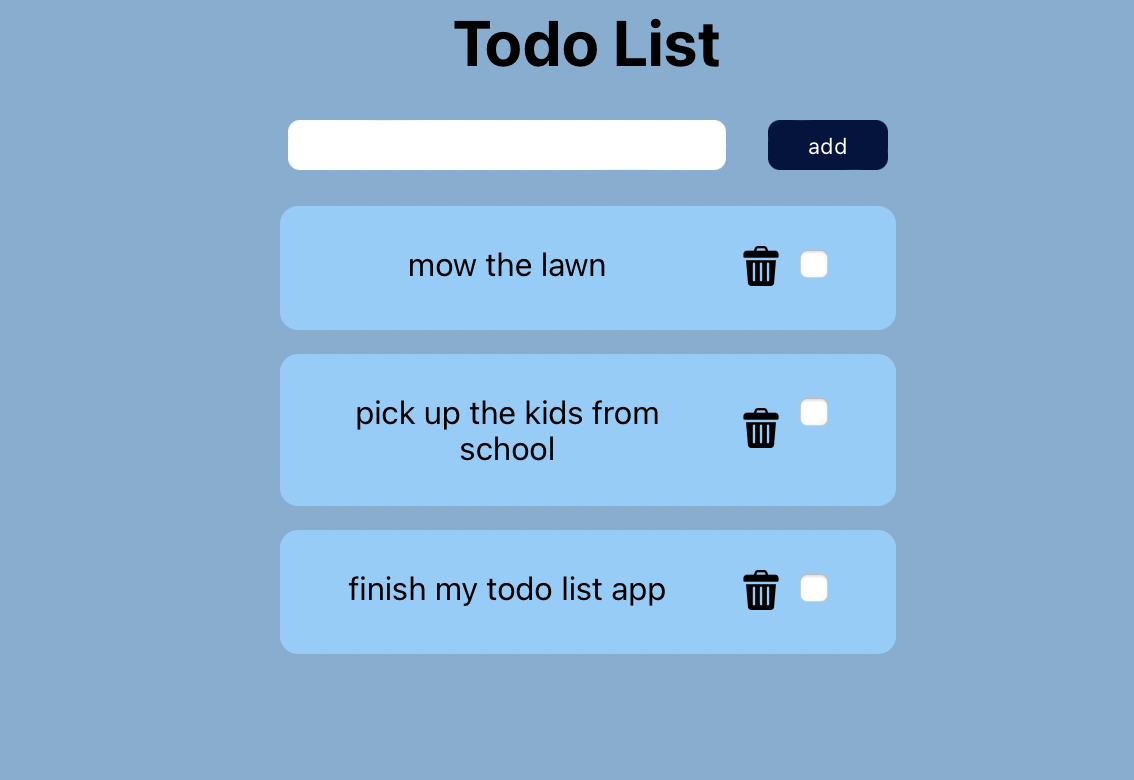 Todo List
add
mow the lawn
pick up the kids from
school
finish my todo list app